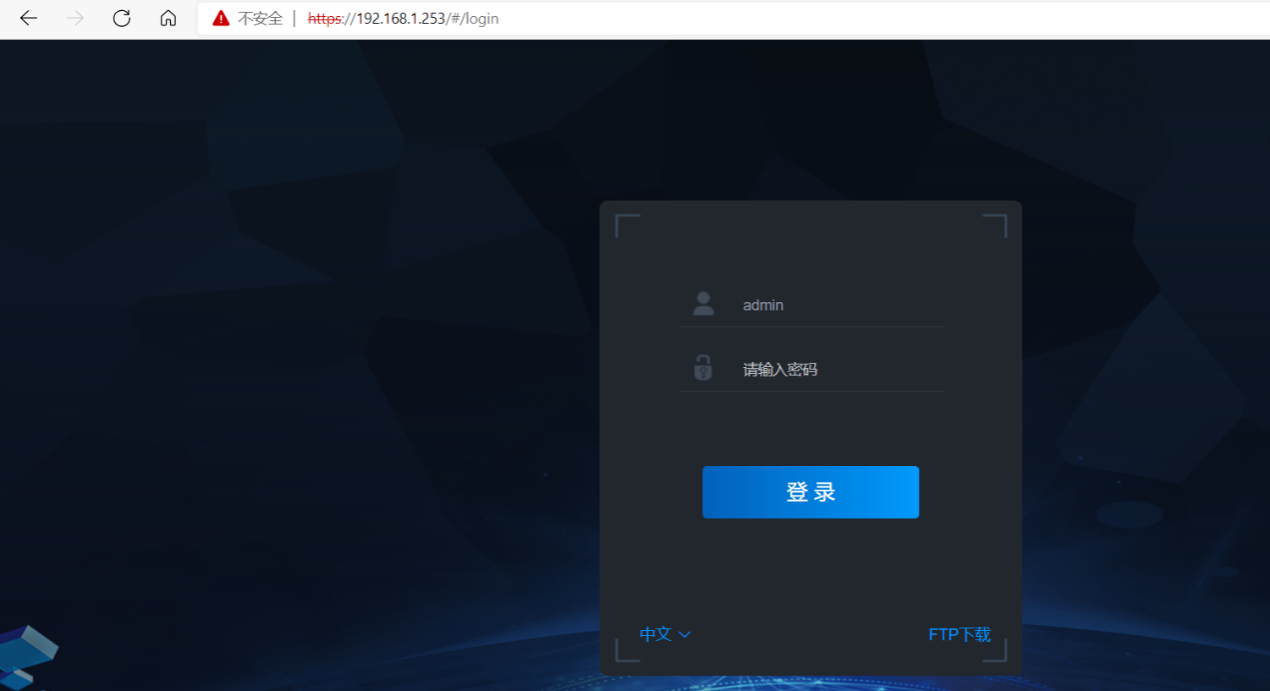 不安全 | https://192.168.1.253/#/login
admin
请输入密码
登录
中文 FTP下载